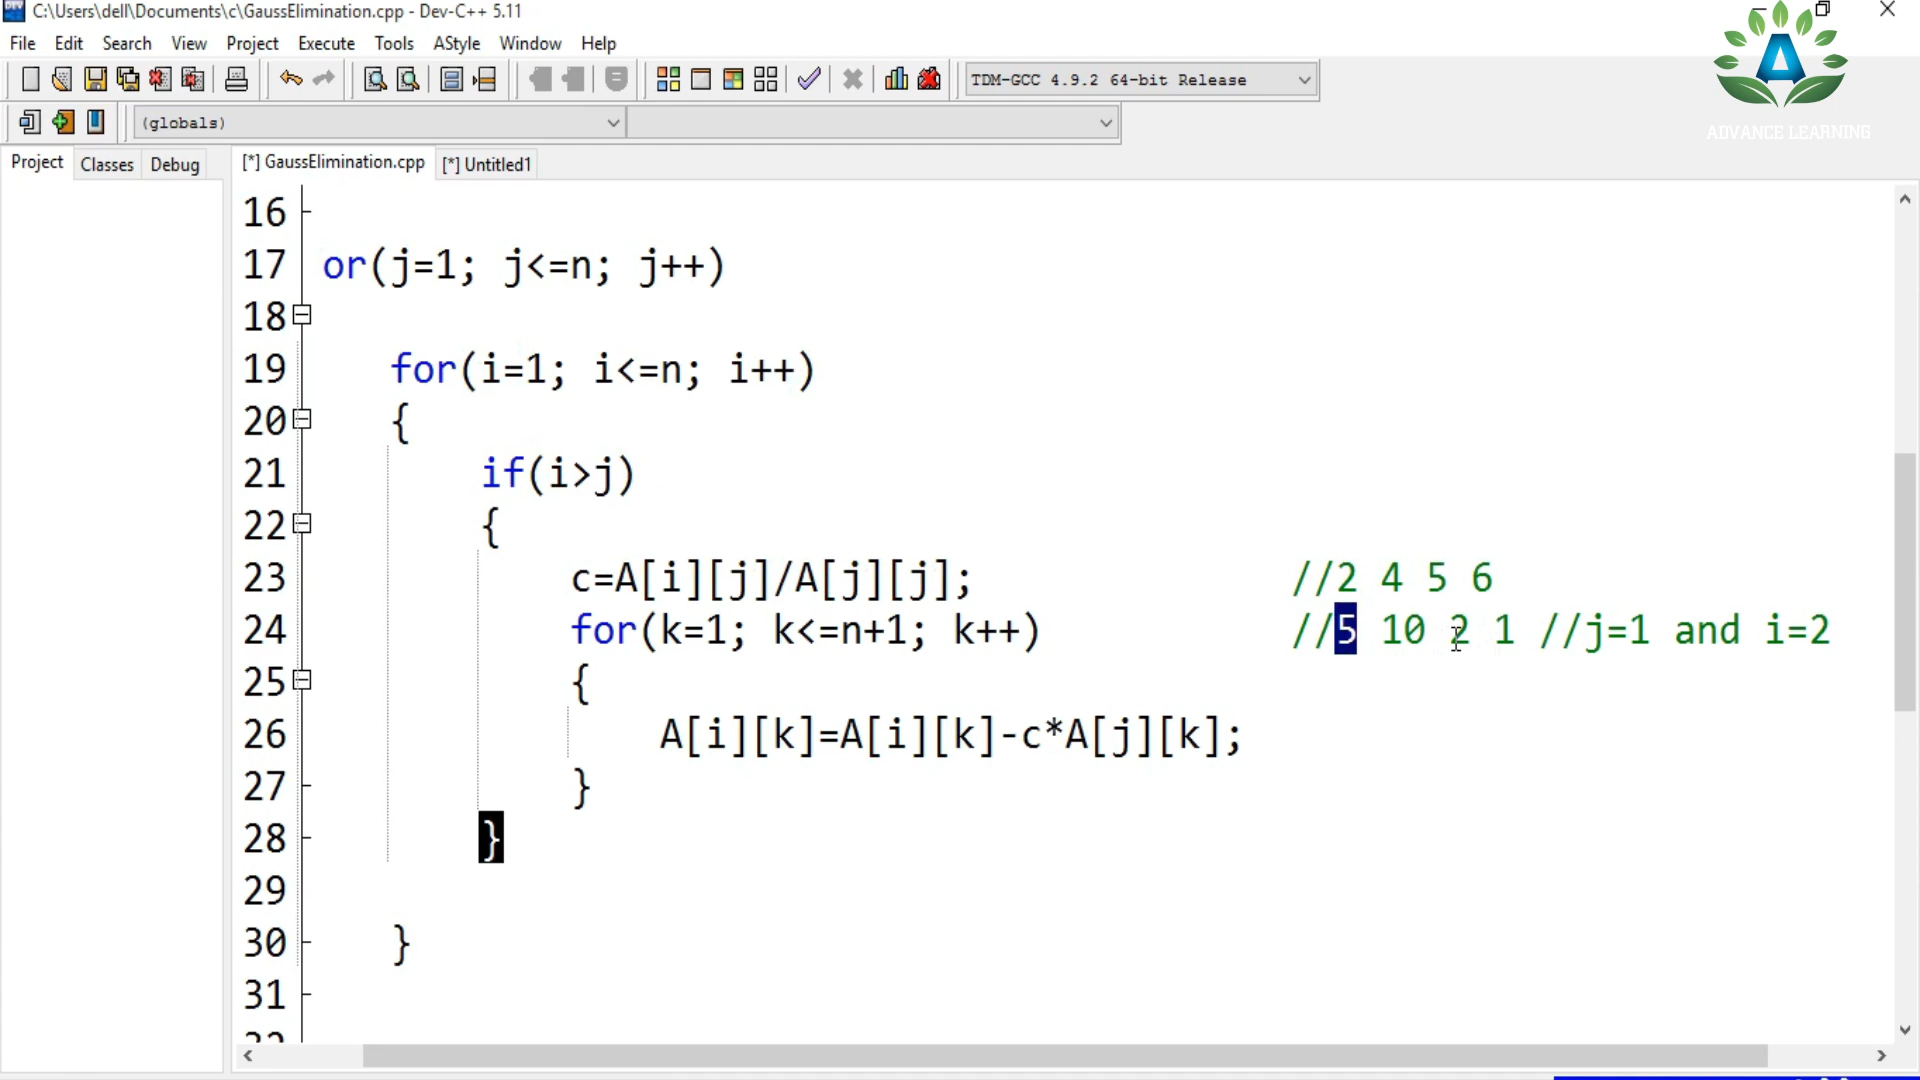 C:\Users\dell\Documents\c\GaussElimination.cpp - Dev-C++ 5.11
File Edit Search View Project Execute Tools AStyle Window Help
TDM-GCC 4.9.2 64-bit Release
ADVANCE LEARNING
(globals)
Project Classes Debug [*] GaussElimination.cpp [*] Untitled1
16
17 or(j=1; j<=n; j++)
18
19 for(i=1; i<=n; i++)
20 {
21 if(i>j)
22 {
23 c=A[i][j]/A[j][j]; //2 4 5 6
24 for(k=1; k<=n+1; k++) //5 10 2 1 //j=1 and i=2
25 {
26 A[i][k]=A[i][k]-c*A[j][k];
27 }
28 }
29
30 }
31